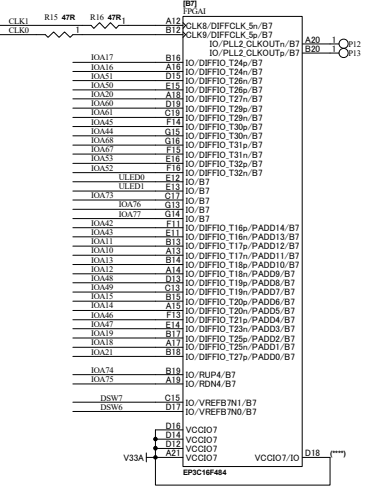 [B7]
FPGAI
CLK1 R15 47R R16 47R 1 A12 CLK8/DIFFCLK_5n/B7
CLK0 1 B12 CLK9/DIFFCLK_5p/B7
IO/PLL2_CLKOUTn/B7 A20 1 P12
IO/PLL2_CLKOUTp/B7 B20 1 P13
IOA17 B16 IO/DIFFIO_T24p/B7
IOA16 A16 IO/DIFFIO_T24n/B7
IOA51 D15 IO/DIFFIO_T26n/B7
IOA50 E15 IO/DIFFIO_T26p/B7
IOA20 A18 IO/DIFFIO_T27n/B7
IOA60 D19 IO/DIFFIO_T29p/B7
IOA61 C19 IO/DIFFIO_T29n/B7
IOA45 F14 IO/DIFFIO_T30p/B7
IOA44 G15 IO/DIFFIO_T30n/B7
IOA68 G16 IO/DIFFIO_T31p/B7
IOA67 F15 IO/DIFFIO_T31n/B7
IOA53 E16 IO/DIFFIO_T32p/B7
IOA52 F16 IO/DIFFIO_T32n/B7
ULED0 E12 IO/B7
ULED1 E13 IO/B7
IOA73 C17 IO/B7
IOA76 G13 IO/B7
IOA77 G14 IO/B7
IOA42 F11 IO/DIFFIO_T16p/PADD14/B7
IOA43 E11 IO/DIFFIO_T16n/PADD13/B7
IOA11 B13 IO/DIFFIO_T17p/PADD12/B7
IOA10 A13 IO/DIFFIO_T17n/PADD11/B7
IOA13 B14 IO/DIFFIO_T18p/PADD10/B7
IOA12 A14 IO/DIFFIO_T18n/PADD9/B7
IOA48 D13 IO/DIFFIO_T19p/PADD8/B7
IOA49 C13 IO/DIFFIO_T19n/PADD7/B7
IOA15 B15 IO/DIFFIO_T20p/PADD6/B7
IOA14 A15 IO/DIFFIO_T20n/PADD5/B7
IOA46 F13 IO/DIFFIO_T21p/PADD4/B7
IOA47 E14 IO/DIFFIO_T23n/PADD3/B7
IOA19 B17 IO/DIFFIO_T25p/PADD2/B7
IOA18 A17 IO/DIFFIO_T25n/PADD1/B7
IOA21 B18 IO/DIFFIO_T27p/PADD0/B7
IOA74 B19 IO/RUP4/B7
IOA75 A19 IO/RDN4/B7
DSW7 C15 IO/VREFB7N1/B7
DSW6 D17 IO/VREFB7N0/B7
D16 VCCIO7
D14 VCCIO7
D12 VCCIO7
V33A A21 VCCIO7 VCCIO7/IO D18 (****)
EP3C16F484